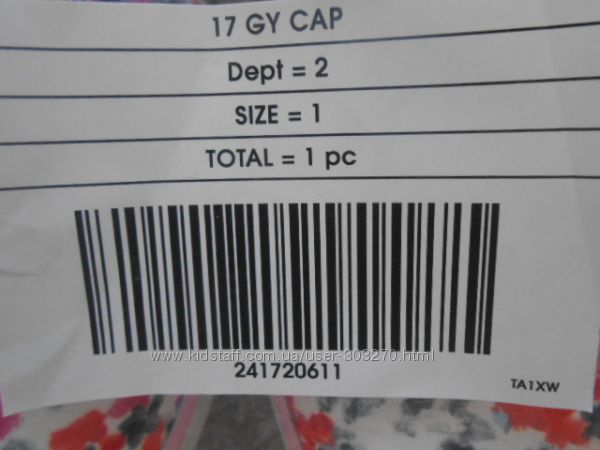 17 GY CAP
Dept = 2
SIZE = 1
TOTAL = 1 pc
www.kidstaff.com.ua/user-303270.html
241720611
TA1XW